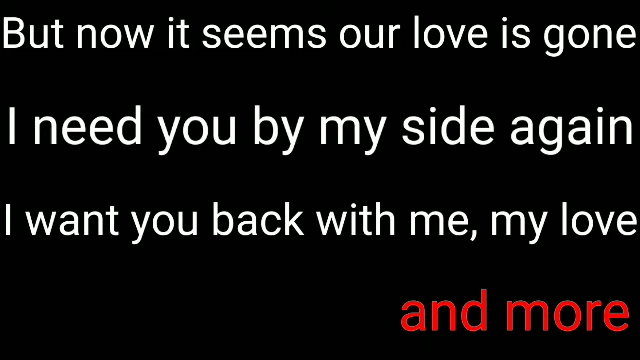 But now it seems our love is gone
I need you by my side again
I want you back with me, my love
and more